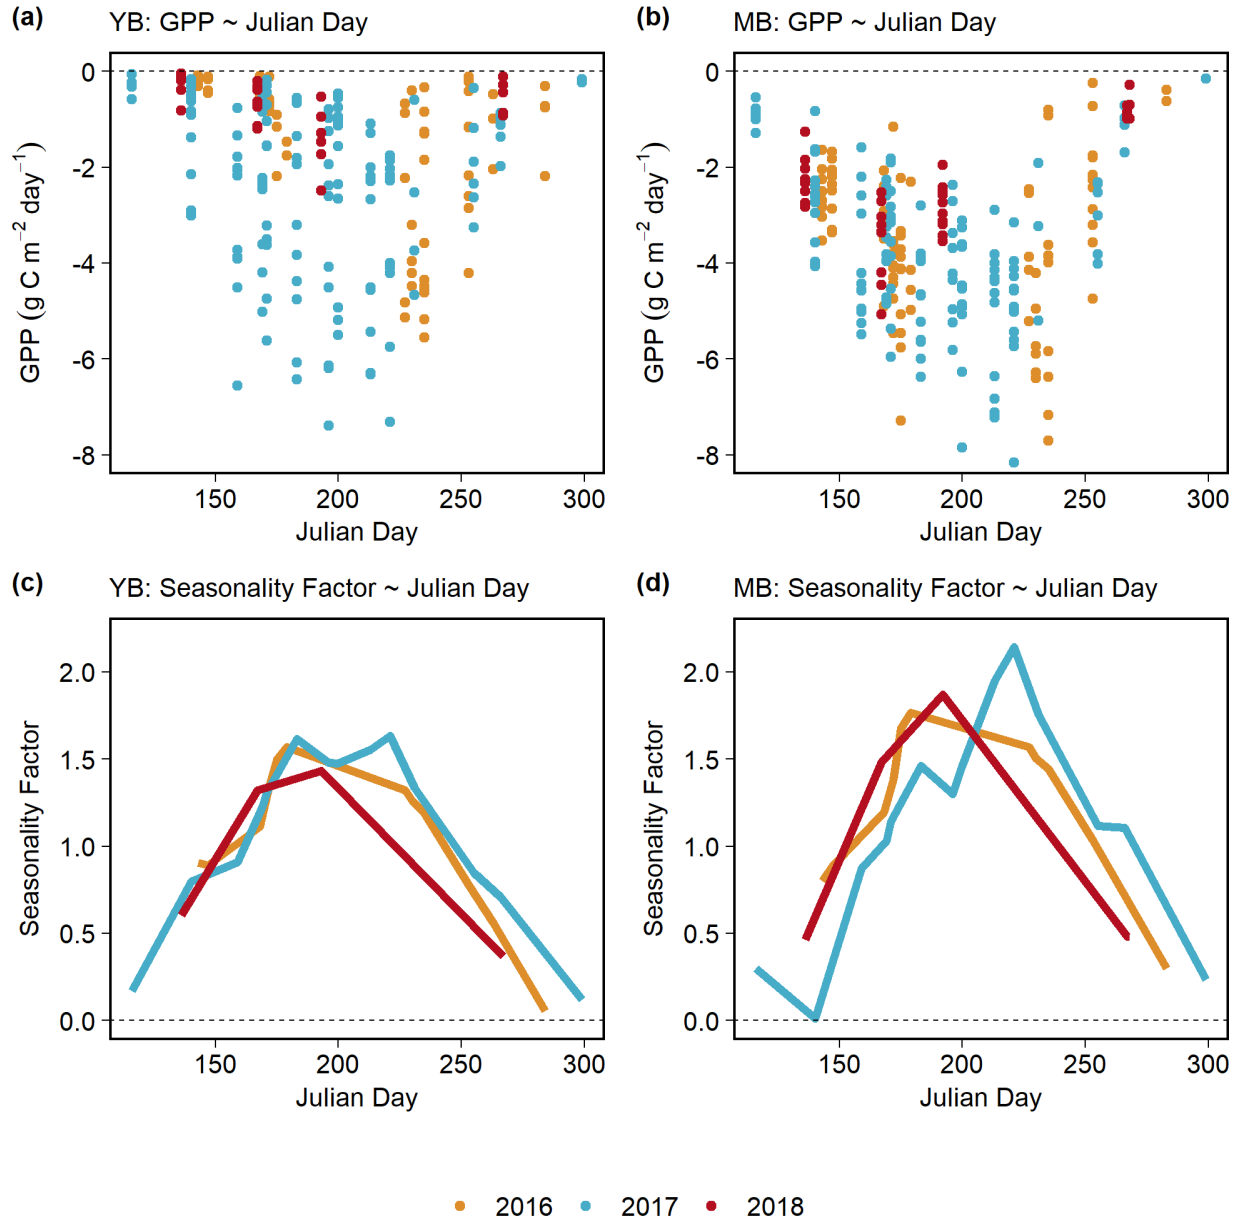 (a) YB: GPP ~ Julian Day
0
-2
-4
-6
-8
GPP (g C m⁻² day⁻¹)
150 200 250 300
Julian Day
(b) MB: GPP ~ Julian Day
0
-2
-4
-6
-8
GPP (g C m⁻² day⁻¹)
150 200 250 300
Julian Day
(c) YB: Seasonality Factor ~ Julian Day
2.0
1.5
1.0
0.5
0.0
Seasonality Factor
150 200 250 300
Julian Day
(d) MB: Seasonality Factor ~ Julian Day
2.0
1.5
1.0
0.5
0.0
Seasonality Factor
150 200 250 300
Julian Day
2016 2017 2018